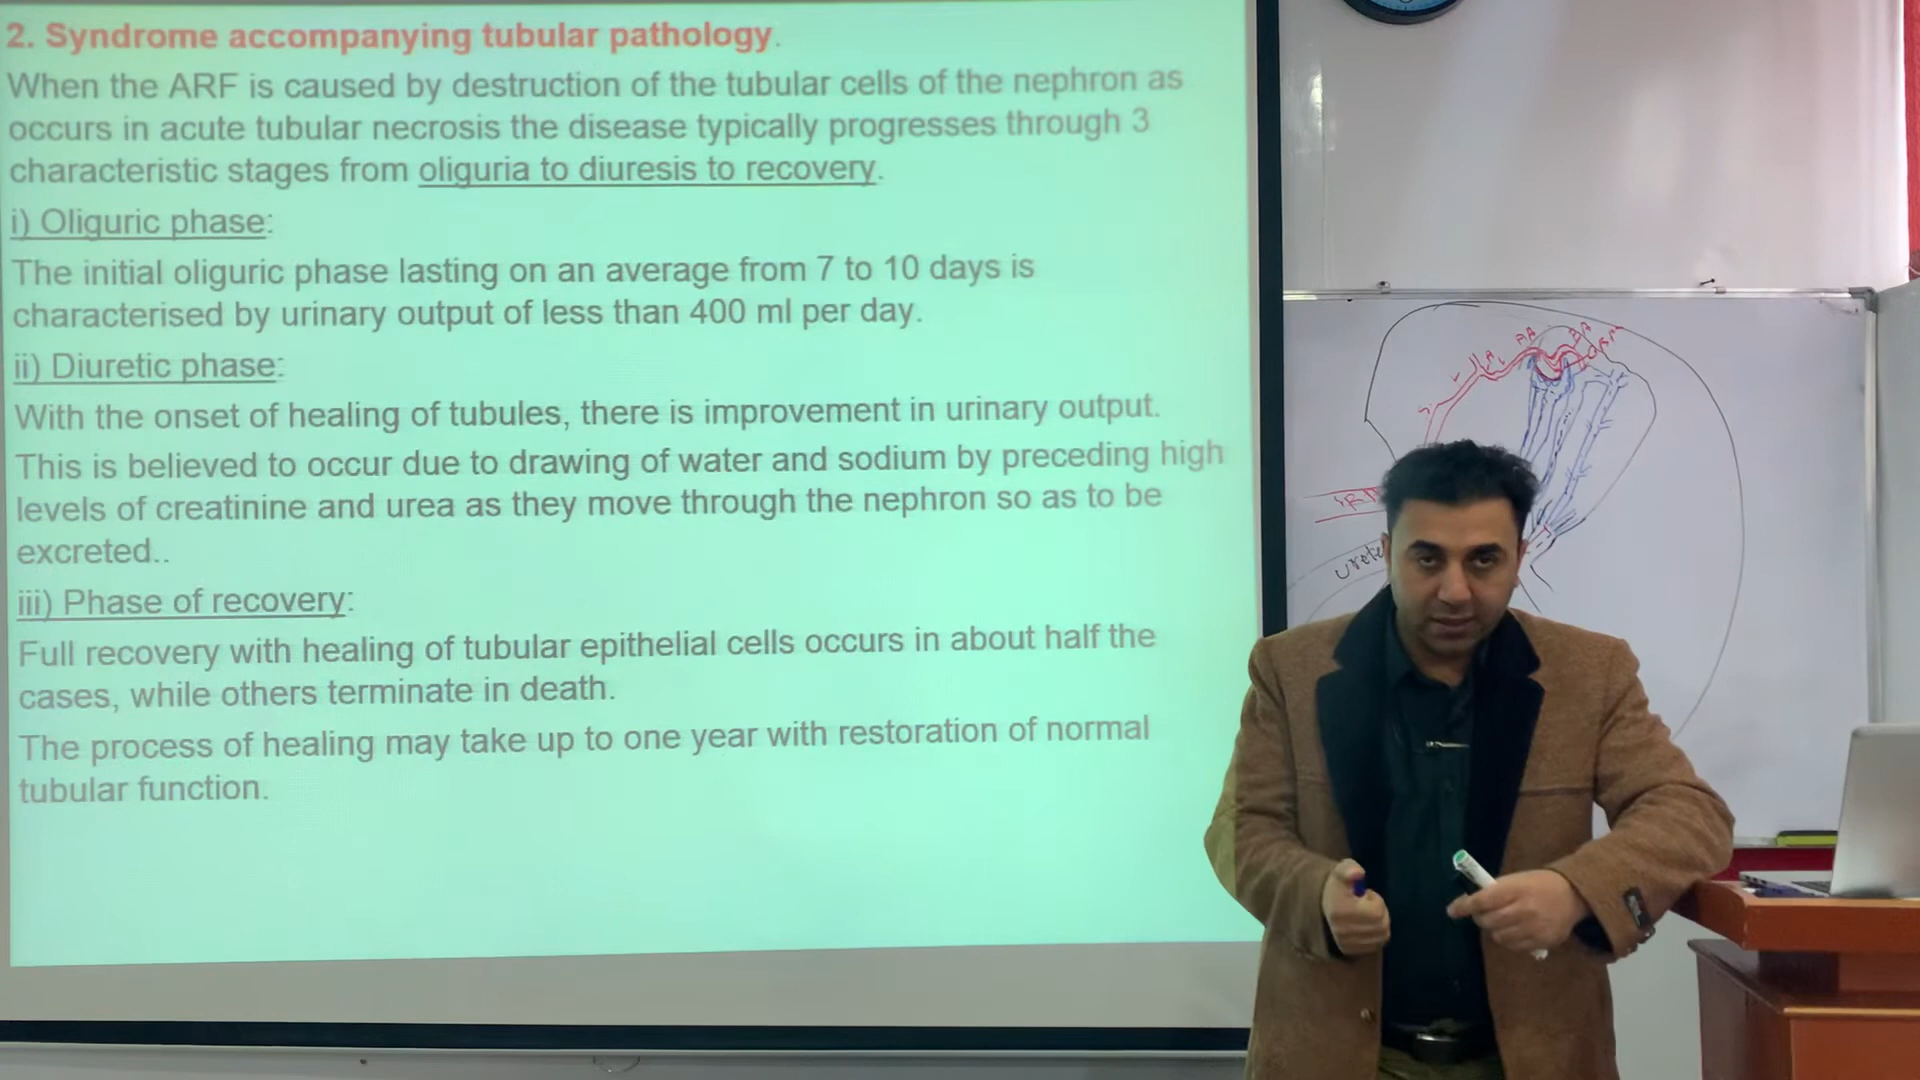 2. Syndrome accompanying tubular pathology.
When the ARF is caused by destruction of the tubular cells of the nephron as
occurs in acute tubular necrosis the disease typically progresses through 3
characteristic stages from oliguria to diuresis to recovery.
i) Oliguric phase:
The initial oliguric phase lasting on an average from 7 to 10 days is
characterised by urinary output of less than 400 ml per day.
ii) Diuretic phase:
With the onset of healing of tubules, there is improvement in urinary output.
This is believed to occur due to drawing of water and sodium by preceding high
levels of creatinine and urea as they move through the nephron so as to be
excreted..
iii) Phase of recovery:
Full recovery with healing of tubular epithelial cells occurs in about half the
cases, while others terminate in death.
The process of healing may take up to one year with restoration of normal
tubular function.